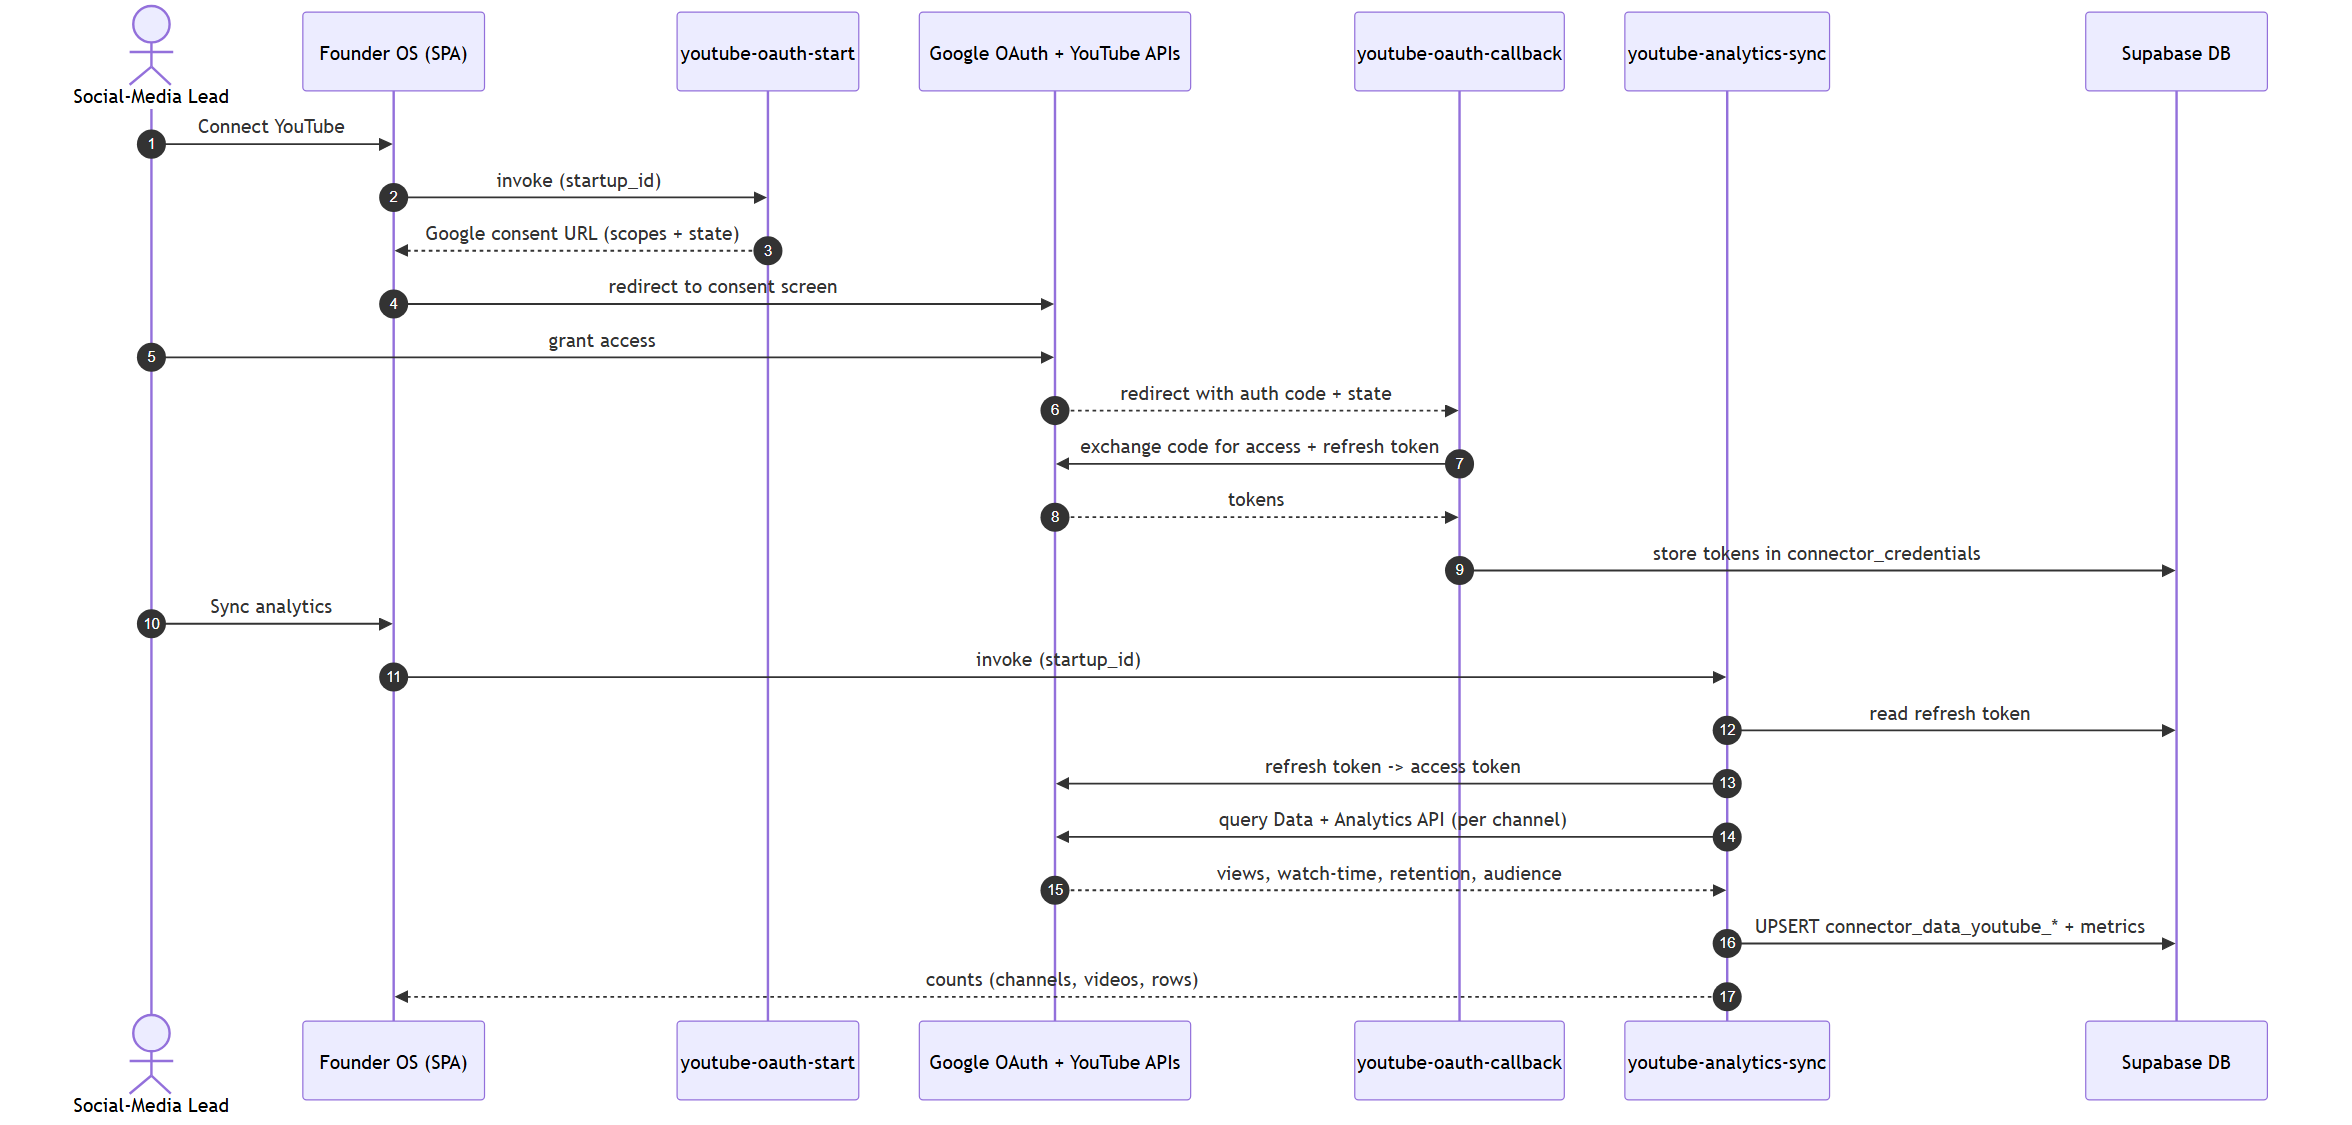 Social-Media Lead
Founder OS (SPA)
youtube-oauth-start
Google OAuth + YouTube APIs
youtube-oauth-callback
youtube-analytics-sync
Supabase DB
1
Connect YouTube
2
invoke (startup_id)
3
Google consent URL (scopes + state)
4
redirect to consent screen
5
grant access
6
redirect with auth code + state
7
exchange code for access + refresh token
8
tokens
9
store tokens in connector_credentials
10
Sync analytics
11
invoke (startup_id)
12
read refresh token
13
refresh token -> access token
14
query Data + Analytics API (per channel)
15
views, watch-time, retention, audience
16
UPSERT connector_data_youtube_* + metrics
17
counts (channels, videos, rows)
Social-Media Lead
Founder OS (SPA)
youtube-oauth-start
Google OAuth + YouTube APIs
youtube-oauth-callback
youtube-analytics-sync
Supabase DB